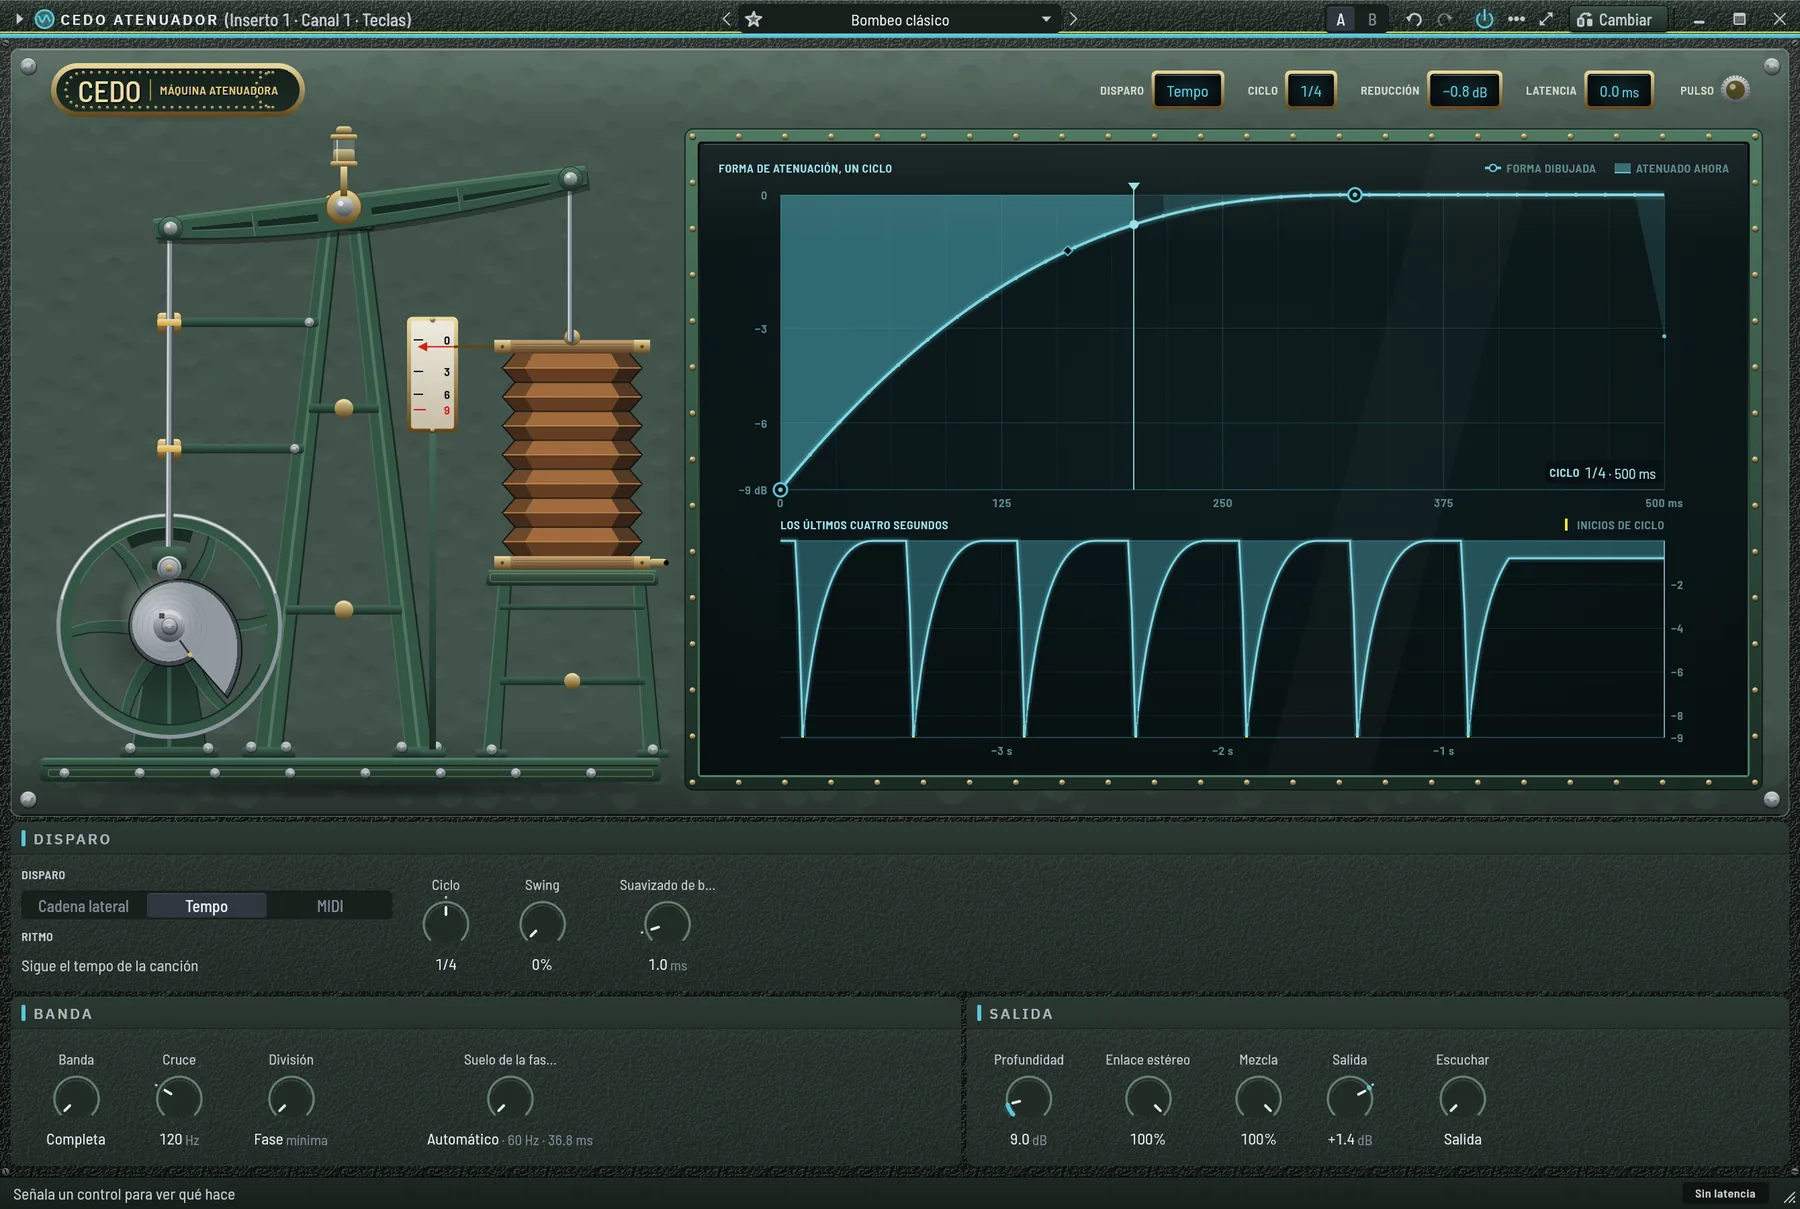 CEDO ATENUADOR (Inserto 1 · Canal 1 · Teclas)
Bombeo clásico
A B
Cambiar
CEDO MÁQUINA ATENUADORA
DISPARO Tempo
CICLO 1/4
REDUCCIÓN −0.8 dB
LATENCIA 0.0 ms
PULSO
FORMA DE ATENUACIÓN, UN CICLO
FORMA DIBUJADA
ATENUADO AHORA
0
−3
−6
−9 dB
0 125 250 375 500 ms
CICLO 1/4 · 500 ms
0
3
6
9
LOS ÚLTIMOS CUATRO SEGUNDOS
INICIOS DE CICLO
−2
−4
−6
−8
−9
−3 s −2 s −1 s
DISPARO
DISPARO
Cadena lateral Tempo MIDI
RITMO
Sigue el tempo de la canción
Ciclo Swing Suavizado de b...
1/4 0% 1.0 ms
BANDA
Banda Cruce División Suelo de la fas...
Completa 120 Hz Fase mínima Automático · 60 Hz · 36.8 ms
SALIDA
Profundidad Enlace estéreo Mezcla Salida Escuchar
9.0 dB 100% 100% +1.4 dB Salida
Señala un control para ver qué hace
Sin latencia